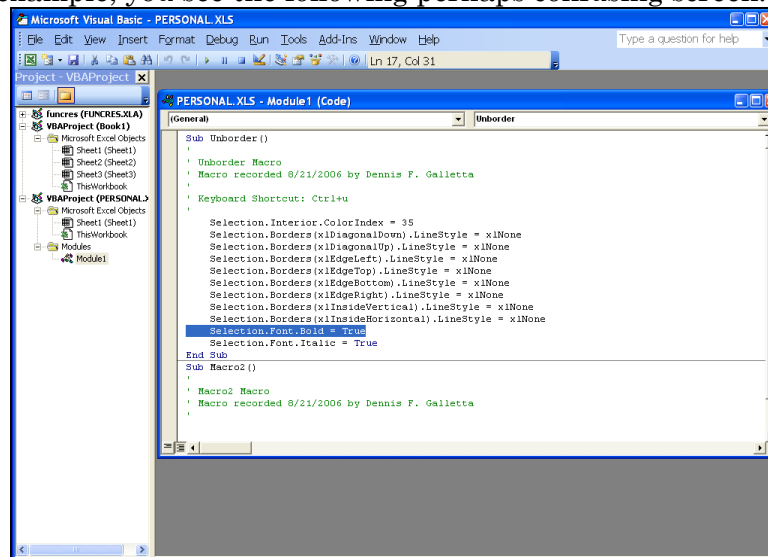 example, you see the following perhaps confusing screen.
Microsoft Visual Basic - PERSONAL.XLS
File Edit View Insert Format Debug Run Tools Add-Ins Window Help
Type a question for help
Ln 17, Col 31
Project - VBAProject
funcres (FUNCRES.XLA)
VBAProject (Book1)
Microsoft Excel Objects
Sheet1 (Sheet1)
Sheet2 (Sheet2)
Sheet3 (Sheet3)
ThisWorkbook
VBAProject (PERSONAL.
Microsoft Excel Objects
Sheet1 (Sheet1)
ThisWorkbook
Modules
Module1
PERSONAL.XLS - Module1 (Code)
(General)
Unborder
Sub Unborder()
'
' Unborder Macro
' Macro recorded 8/21/2006 by Dennis F. Galletta
'
' Keyboard Shortcut: Ctrl+u
'
Selection.Interior.ColorIndex = 35
Selection.Borders(xlDiagonalDown).LineStyle = xlNone
Selection.Borders(xlDiagonalUp).LineStyle = xlNone
Selection.Borders(xlEdgeLeft).LineStyle = xlNone
Selection.Borders(xlEdgeTop).LineStyle = xlNone
Selection.Borders(xlEdgeBottom).LineStyle = xlNone
Selection.Borders(xlEdgeRight).LineStyle = xlNone
Selection.Borders(xlInsideVertical).LineStyle = xlNone
Selection.Borders(xlInsideHorizontal).LineStyle = xlNone
Selection.Font.Bold = True
Selection.Font.Italic = True
End Sub
Sub Macro2()
'
' Macro2 Macro
' Macro recorded 8/21/2006 by Dennis F. Galletta
'